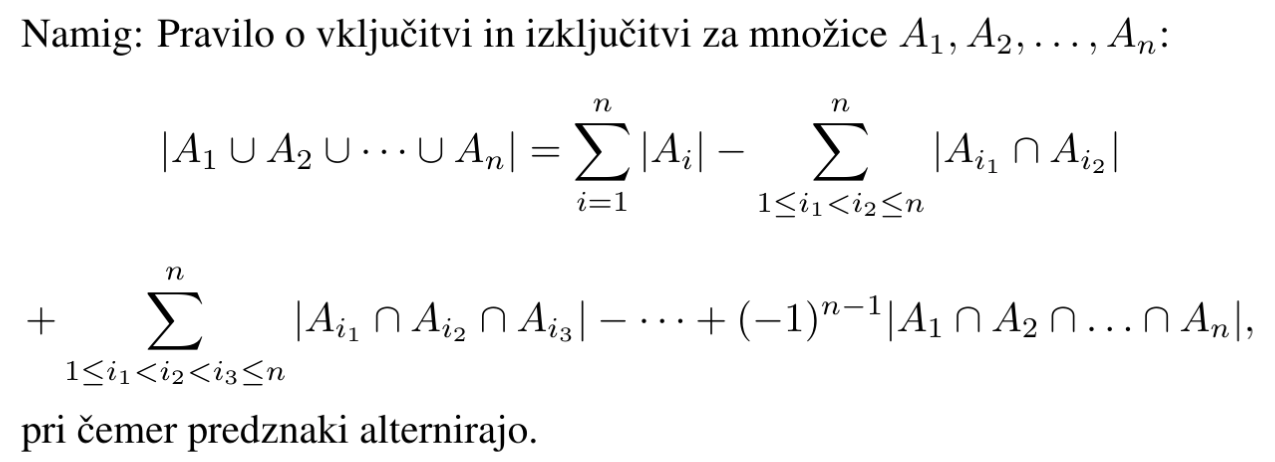 Namig: Pravilo o vključitvi in izključitvi za množice $A_1, A_2, \ldots, A_n$:
$|A_1 \cup A_2 \cup \cdots \cup A_n| = \sum_{i=1}^{n} |A_i| - \sum_{1 \leq i_1 < i_2 \leq n}^{n} |A_{i_1} \cap A_{i_2}|$
$+ \sum_{1 \leq i_1 < i_2 < i_3 \leq n}^{n} |A_{i_1} \cap A_{i_2} \cap A_{i_3}| - \cdots + (-1)^{n-1} |A_1 \cap A_2 \cap \ldots \cap A_n|,$
pri čemer predznaki alternirajo.